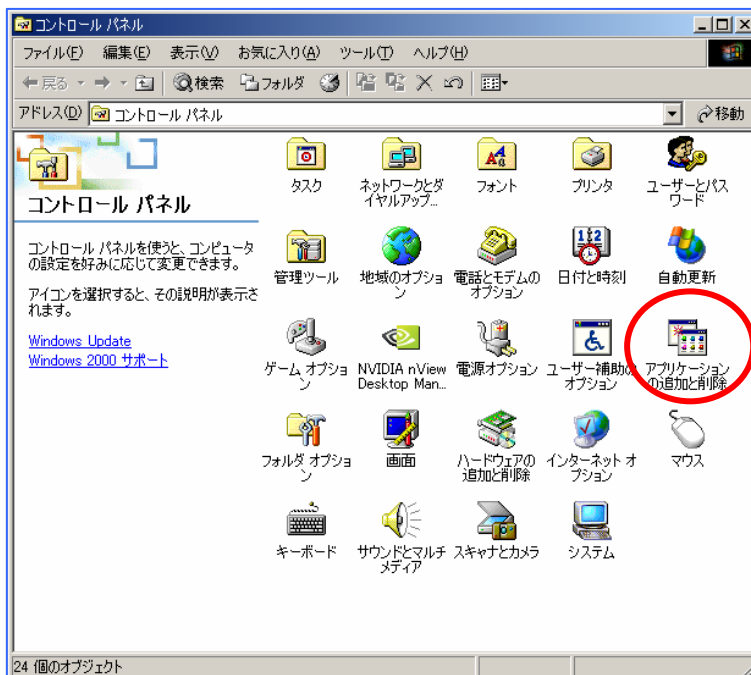 コントロール パネル
ファイル(F) 編集(E) 表示(V) お気に入り(A) ツール(T) ヘルプ(H)
戻る 検索 フォルダ
アドレス(D) コントロール パネル 移動
コントロール パネル
コントロール パネルを使うと、コンピュータ
の設定を好みに応じて変更できます。
アイコンを選択すると、その説明が表示さ
れます。
Windows Update
Windows 2000 サポート
タスク
ネットワークとダ
イヤルアップ...
フォント
プリンタ
ユーザーとパス
ワード
管理ツール
地域のオプショ
ン
電話とモデムの
オプション
日付と時刻
自動更新
ゲーム オプショ
ン
NVIDIA nView
Desktop Man...
電源オプション
ユーザー補助の
オプション
アプリケーション
の追加と削除
フォルダ オプショ
ン
画面
ハードウェアの
追加と削除
インターネット オ
プション
マウス
キーボード
サウンドとマルチ
メディア
スキャナとカメラ
システム
24 個のオブジェクト